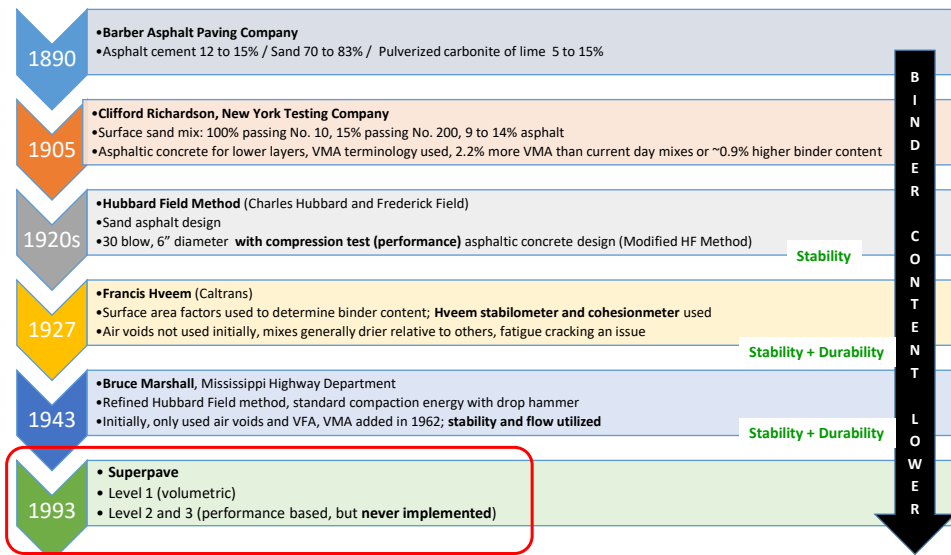 1890
•Barber Asphalt Paving Company
•Asphalt cement 12 to 15% / Sand 70 to 83% / Pulverized carbonite of lime 5 to 15%
1905
•Clifford Richardson, New York Testing Company
•Surface sand mix: 100% passing No. 10, 15% passing No. 200, 9 to 14% asphalt
•Asphaltic concrete for lower layers, VMA terminology used, 2.2% more VMA than current day mixes or ~0.9% higher binder content
1920s
•Hubbard Field Method (Charles Hubbard and Frederick Field)
•Sand asphalt design
•30 blow, 6” diameter with compression test (performance) asphaltic concrete design (Modified HF Method)
Stability
1927
•Francis Hveem (Caltrans)
•Surface area factors used to determine binder content; Hveem stabilometer and cohesionmeter used
•Air voids not used initially, mixes generally drier relative to others, fatigue cracking an issue
Stability + Durability
1943
•Bruce Marshall, Mississippi Highway Department
•Refined Hubbard Field method, standard compaction energy with drop hammer
•Initially, only used air voids and VFA, VMA added in 1962; stability and flow utilized
Stability + Durability
1993
• Superpave
• Level 1 (volumetric)
• Level 2 and 3 (performance based, but never implemented)
BINDER CONTENT LOWER